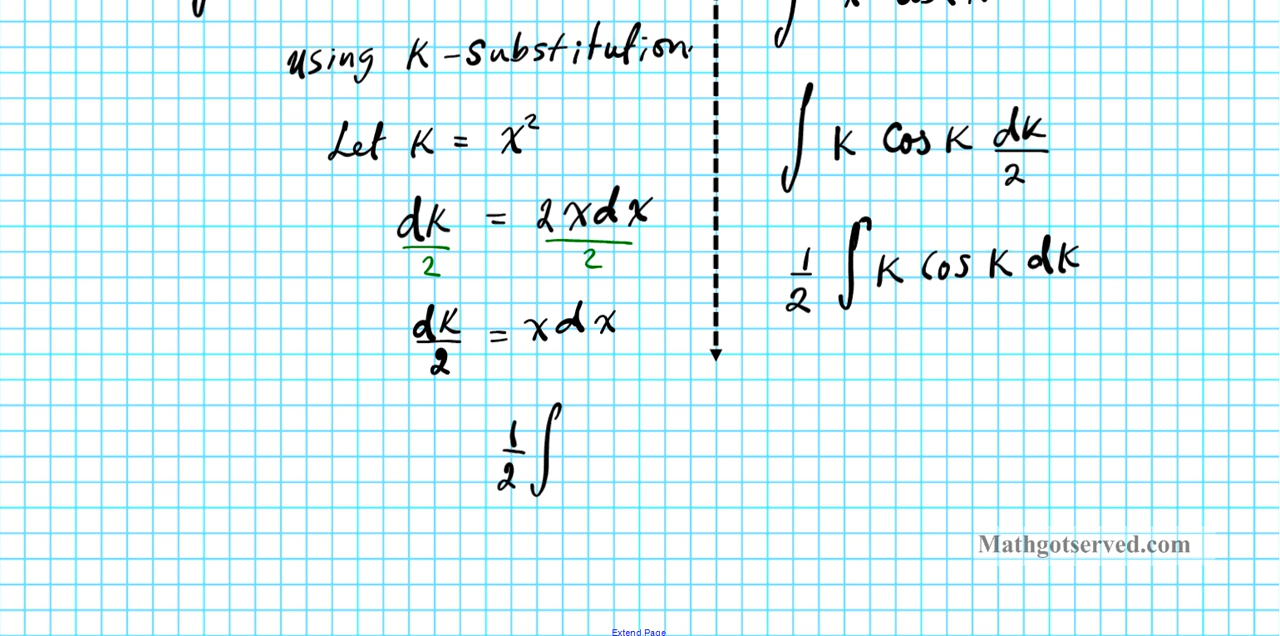 using K-substitution.
Let K = x²
dK/2 = 2xdx/2
dK/2 = xdx
1/2 ∫
∫ K cos K dK/2
1/2 ∫ K cos K dK
Mathgotserved.com
Extend Page